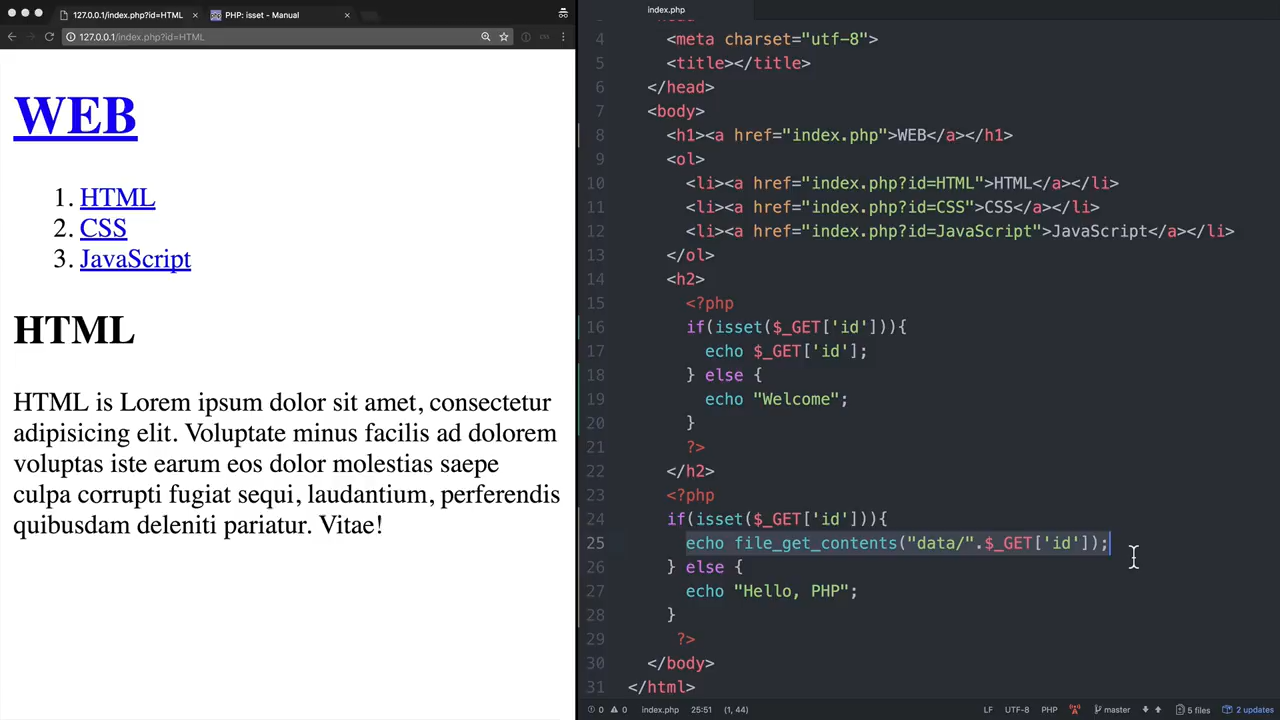 127.0.0.1/index.php?id=HTML
PHP: isset - Manual
127.0.0.1/index.php?id=HTML
WEB
1. HTML
2. CSS
3. JavaScript
HTML
HTML is Lorem ipsum dolor sit amet, consectetur
adipisicing elit. Voluptate minus facilis ad dolorem
voluptas iste earum eos dolor molestias saepe
culpa corrupti fugiat sequi, laudantium, perferendis
quibusdam deleniti pariatur. Vitae!
index.php
4 <meta charset="utf-8">
5 <title></title>
6 </head>
7 <body>
8 <h1><a href="index.php">WEB</a></h1>
9 <ol>
10 <li><a href="index.php?id=HTML">HTML</a></li>
11 <li><a href="index.php?id=CSS">CSS</a></li>
12 <li><a href="index.php?id=JavaScript">JavaScript</a></li>
13 </ol>
14 <h2>
15 <?php
16 if(isset($_GET['id'])){
17 echo $_GET['id'];
18 } else {
19 echo "Welcome";
20 }
21 ?>
22 </h2>
23 <?php
24 if(isset($_GET['id'])){
25 echo file_get_contents("data/".$_GET['id']);
26 } else {
27 echo "Hello, PHP";
28 }
29 ?>
30 </body>
31 </html>
0 0 index.php 25:51 (1, 44) LF UTF-8 PHP master 5 files 2 updates